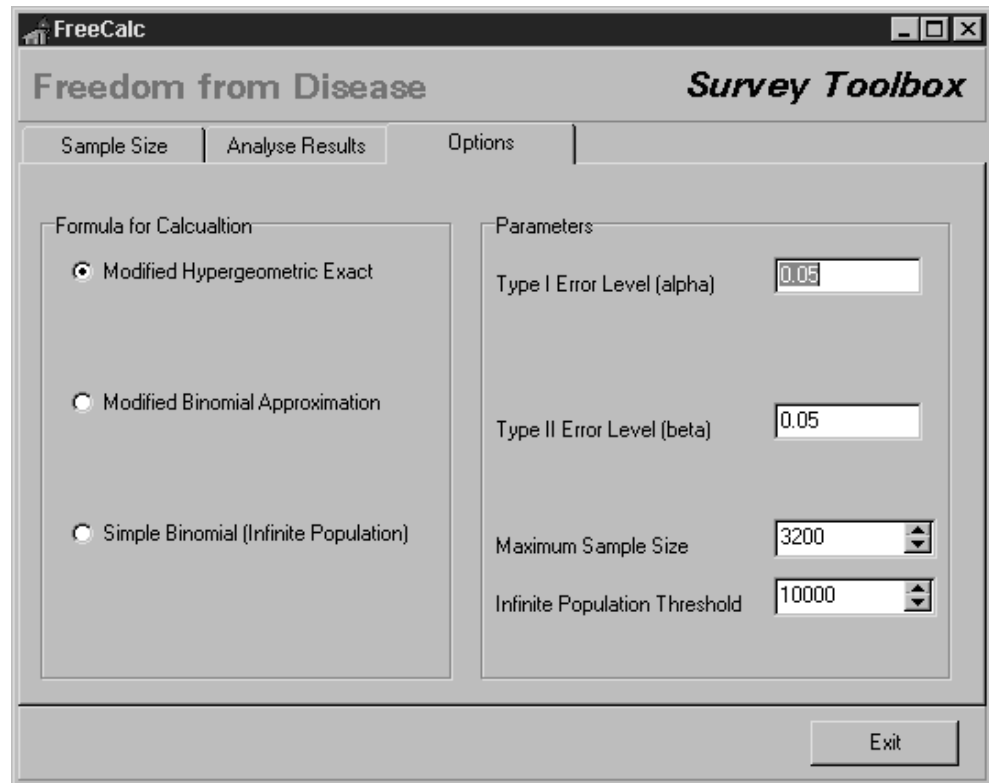 FreeCalc
Freedom from Disease
Survey Toolbox
Sample Size
Analyse Results
Options
Formula for Calcualtion
Modified Hypergeometric Exact
Modified Binomial Approximation
Simple Binomial (Infinite Population)
Parameters
Type I Error Level (alpha)
0.05
Type II Error Level (beta)
0.05
Maximum Sample Size
3200
Infinite Population Threshold
10000
Exit